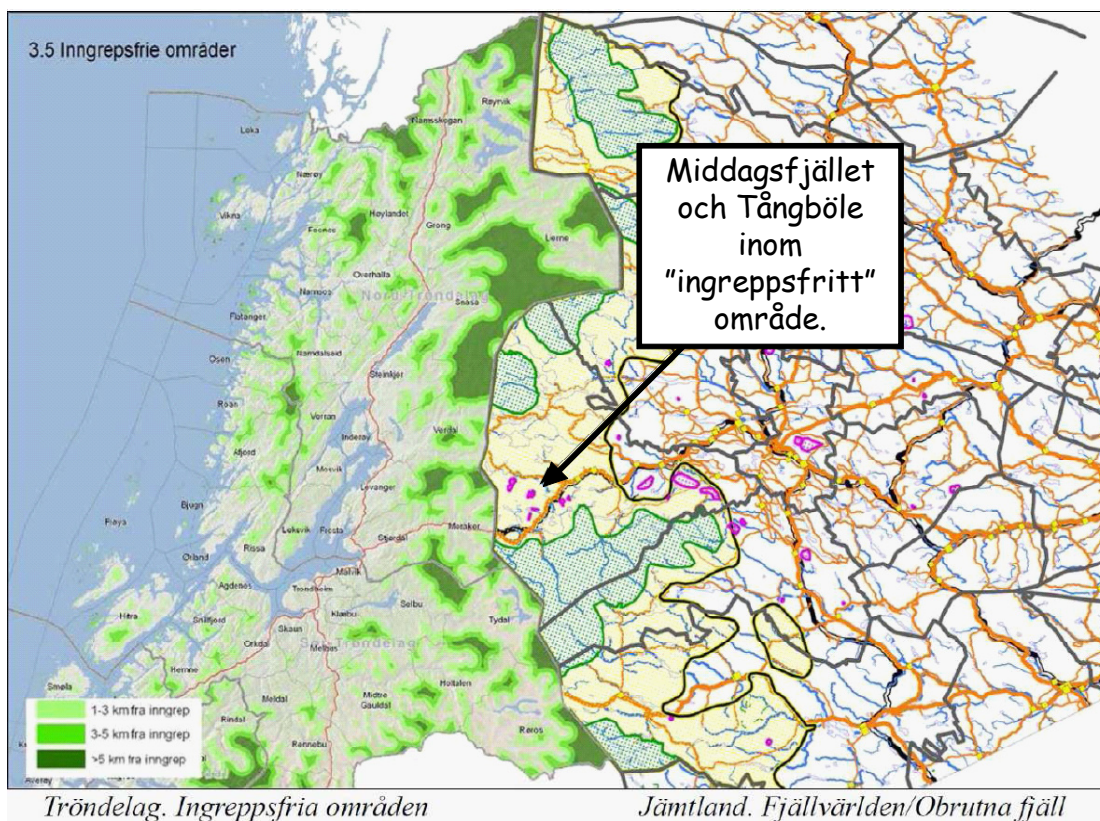 3.5 Inngrepsfrie områder
Leka
Namsskogan
Røyrvik
Nærøy
Vikna
Høylandet
Fosnes
Grong
Lierne
Overhalla
Namsos
Nord-Trøndelag
Snåsa
Flatanger
Namdalseid
Osen
Steinkjer
Roan
Verran
Verdal
Inderøy
Åfjord
Mosvik
Levanger
Bjugn
Leksvik
Frosta
Meråker
Frøya
Stjørdal
Ørland
Rissa
Malvik
Agdenes
Trondheim
Selbu
Hitra
Snillfjord
Klæbu
Skaun
Tydal
Orkdal
Melhus
Sør-Trøndelag
Hemne
Holtålen
Smøla
Meldal
Midtre
Gauldal
Rindal
Røros
Rennebu
Averøy
1-3 km fra inngrep
3-5 km fra inngrep
>5 km fra inngrep
Middagsfjället
och Tångböle
inom
"ingreppsfritt"
område.
Tröndelag. Ingreppsfria områden
Jämtland. Fjällvärlden/Obrutna fjäll